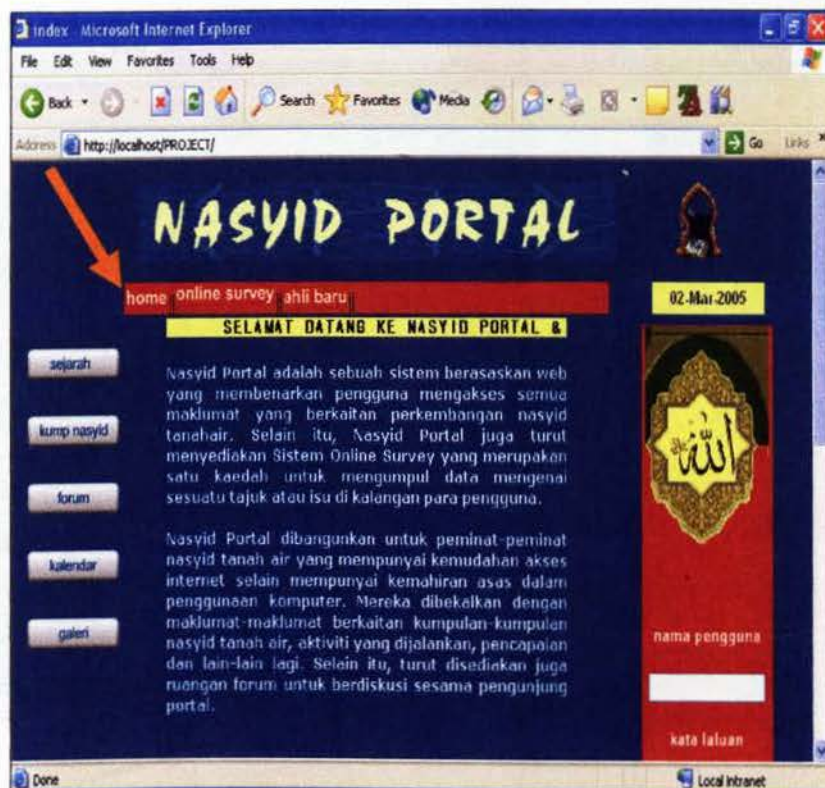 index - Microsoft Internet Explorer
File Edit View Favorites Tools Help
Back Search Favorites Media
Address http://localhost/PROJECT/ Go Links
NASYID PORTAL
home online survey ahli baru
02-Mar-2005
SELAMAT DATANG KE NASYID PORTAL &
sejarah
kump nasyid
forum
kalendar
galeri
Nasyid Portal adalah sebuah sistem berasaskan web
yang membenarkan pengguna mengakses semua
maklumat yang berkaitan perkembangan nasyid
tanahair. Selain itu, Nasyid Portal juga turut
menyediakan Sistem Online Survey yang merupakan
satu kaedah untuk mengumpul data mengenai
sesuatu tajuk atau isu di kalangan para pengguna.
Nasyid Portal dibangunkan untuk peminat-peminat
nasyid tanah air yang mempunyai kemudahan akses
internet selain mempunyai kemahiran asas dalam
penggunaan komputer. Mereka dibekalkan dengan
maklumat-maklumat berkaitan kumpulan-kumpulan
nasyid tanah air, aktiviti yang dijalankan, pencapaian
dan lain-lain lagi. Selain itu, turut disediakan juga
ruangan forum untuk berdiskusi sesama pengunjung
portal.
الله
nama pengguna
kata laluan
Done Local intranet